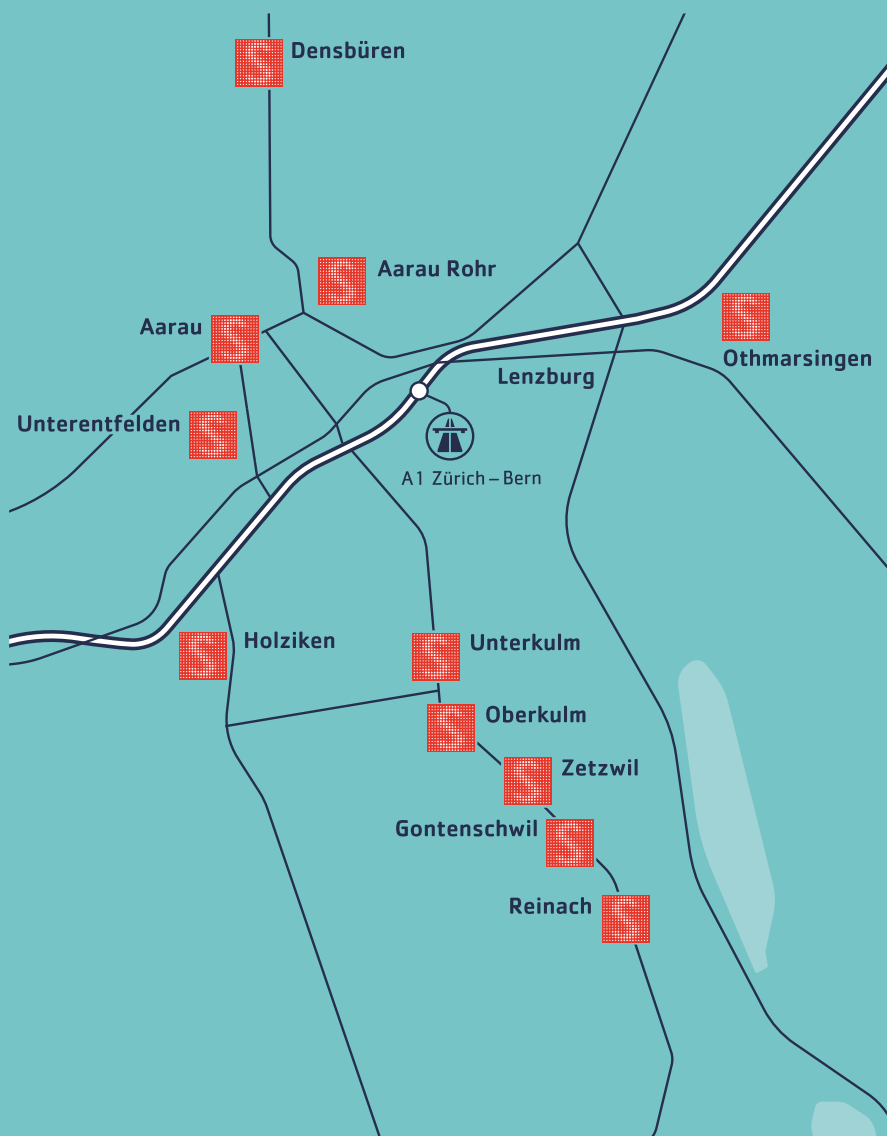 Densbüren
Aarau Rohr
Aarau
Othmarsingen
Lenzburg
Unterentfelden
A1 Zürich – Bern
Holziken
Unterkulm
Oberkulm
Zetzwil
Gontenschwil
Reinach